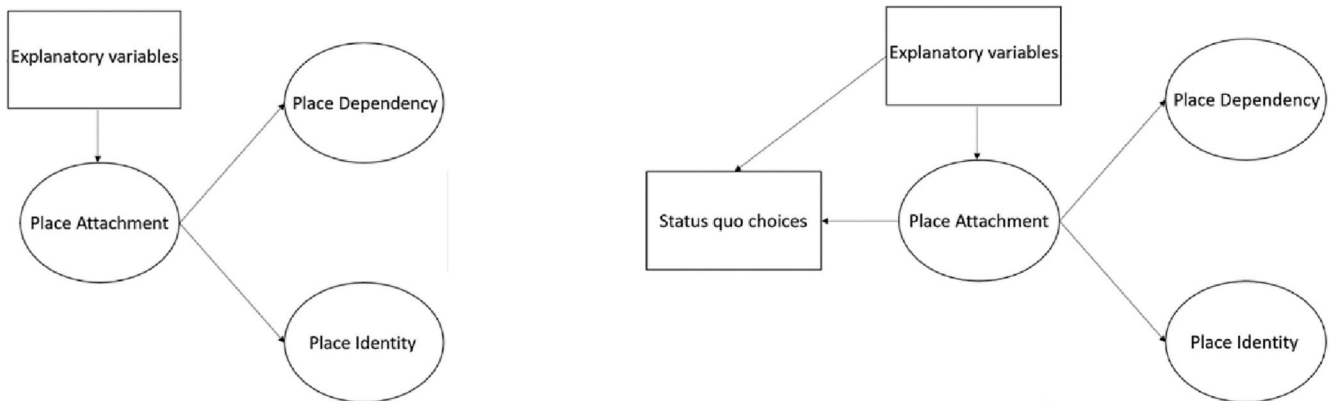 Explanatory variables
Place Dependency
Place Attachment
Place Identity
Explanatory variables
Place Dependency
Status quo choices
Place Attachment
Place Identity